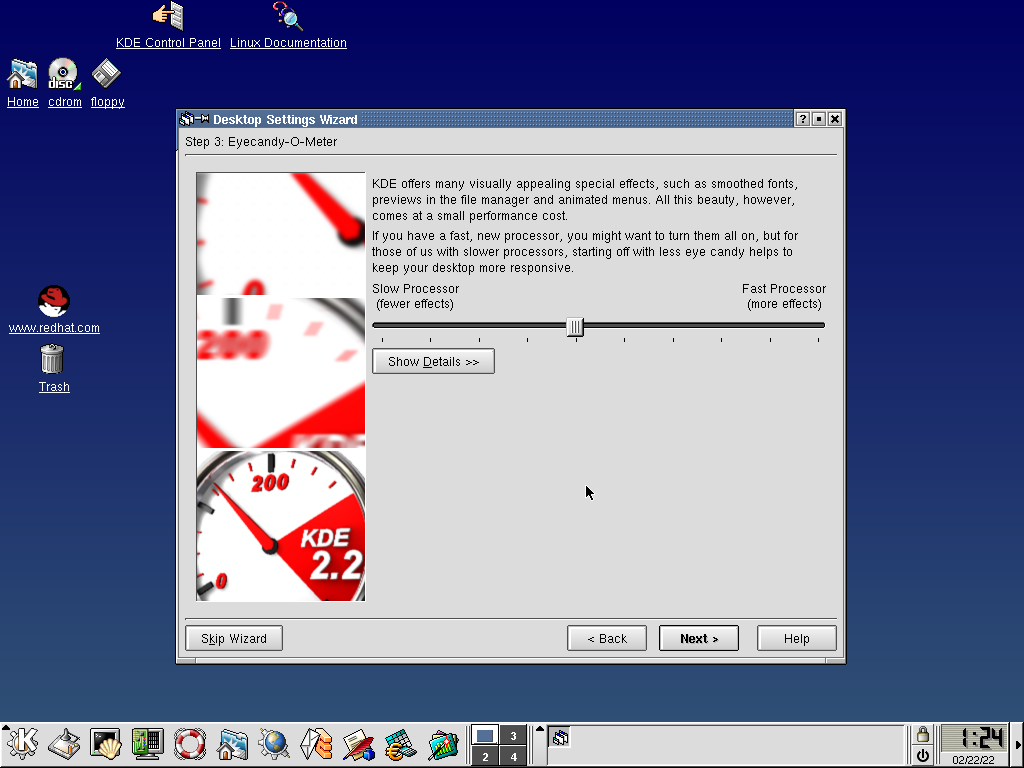 KDE Control Panel
Linux Documentation
disc
Home
cdrom
floppy
Desktop Settings Wizard
?
Step 3: Eyecandy-O-Meter
KDE offers many visually appealing special effects, such as smoothed fonts,
previews in the file manager and animated menus. All this beauty, however,
comes at a small performance cost.
If you have a fast, new processor, you might want to turn them all on, but for
those of us with slower processors, starting off with less eye candy helps to
keep your desktop more responsive.
Slow Processor
(fewer effects)
Fast Processor
(more effects)
Show Details >>
0
200
KDE
200
KDE
2.2
0
www.redhat.com
Trash
Skip Wizard
< Back
Next >
Help
K
3
2
4
1:24
02/22/22